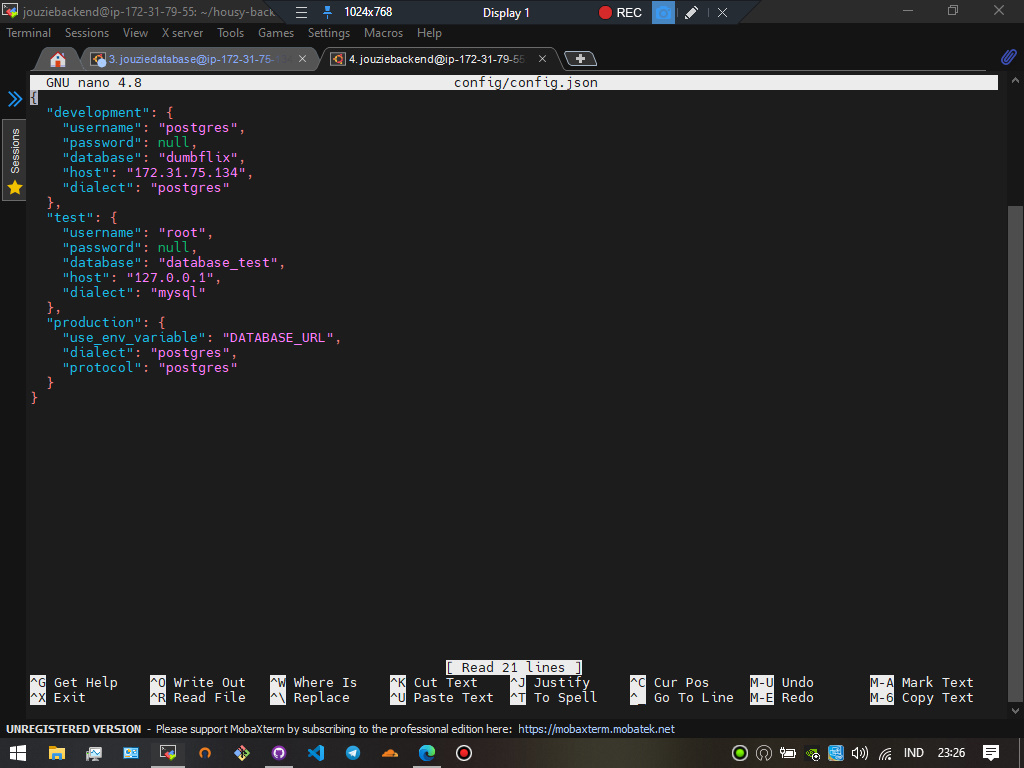 jouziebackend@ip-172-31-79-55: ~/housy-back
1024x768
Display 1
REC
Terminal Sessions View X server Tools Games Settings Macros Help
3. jouziedatabase@ip-172-31-75-134
4. jouziebackend@ip-172-31-79-55
Sessions
GNU nano 4.8 config/config.json
{
  "development": {
    "username": "postgres",
    "password": null,
    "database": "dumbflix",
    "host": "172.31.75.134",
    "dialect": "postgres"
  },
  "test": {
    "username": "root",
    "password": null,
    "database": "database_test",
    "host": "127.0.0.1",
    "dialect": "mysql"
  },
  "production": {
    "use_env_variable": "DATABASE_URL",
    "dialect": "postgres",
    "protocol": "postgres"
  }
}
[ Read 21 lines ]
^G Get Help ^O Write Out ^W Where Is ^K Cut Text ^J Justify ^C Cur Pos M-U Undo M-A Mark Text
^X Exit ^R Read File ^\ Replace ^U Paste Text ^T To Spell ^_ Go To Line M-E Redo M-6 Copy Text
UNREGISTERED VERSION - Please support MobaXterm by subscribing to the professional edition here: https://mobaxterm.mobatek.net
IND 23:26